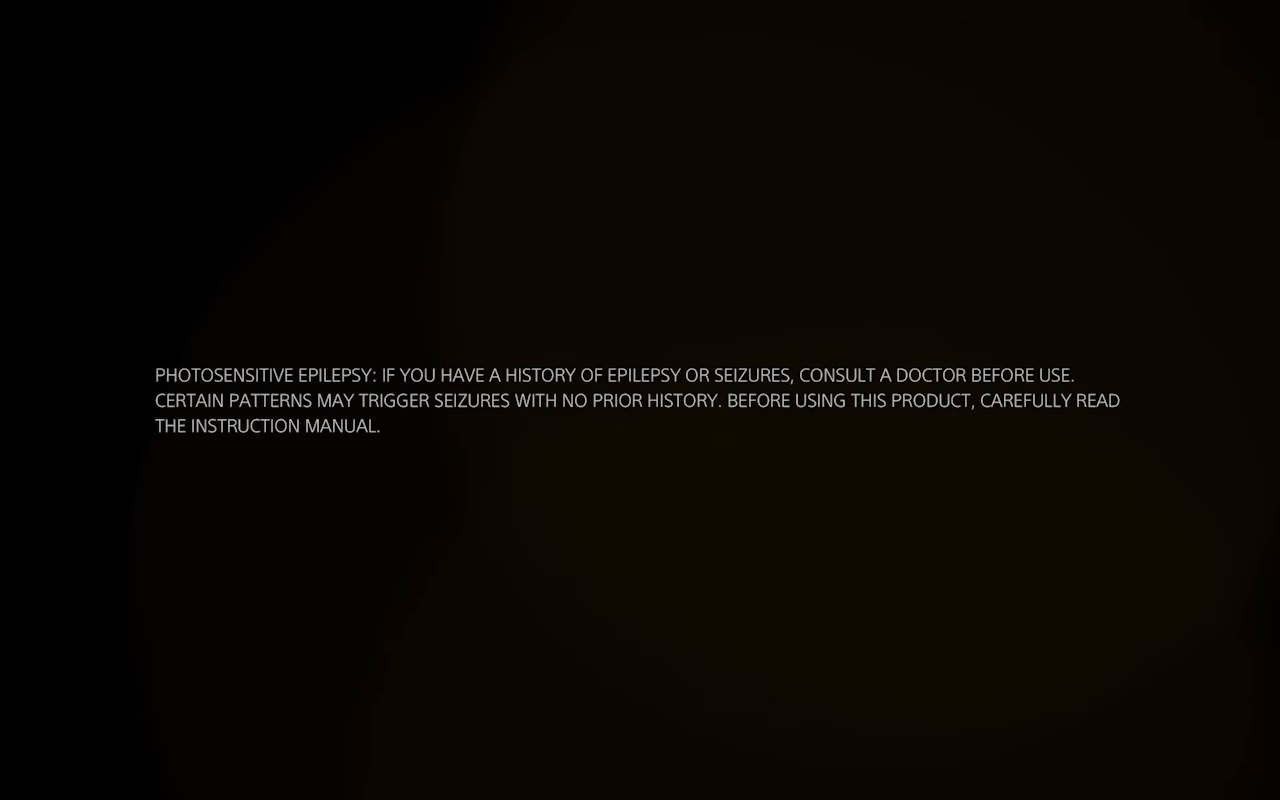 PHOTOSENSITIVE EPILEPSY: IF YOU HAVE A HISTORY OF EPILEPSY OR SEIZURES, CONSULT A DOCTOR BEFORE USE.
CERTAIN PATTERNS MAY TRIGGER SEIZURES WITH NO PRIOR HISTORY. BEFORE USING THIS PRODUCT, CAREFULLY READ
THE INSTRUCTION MANUAL.